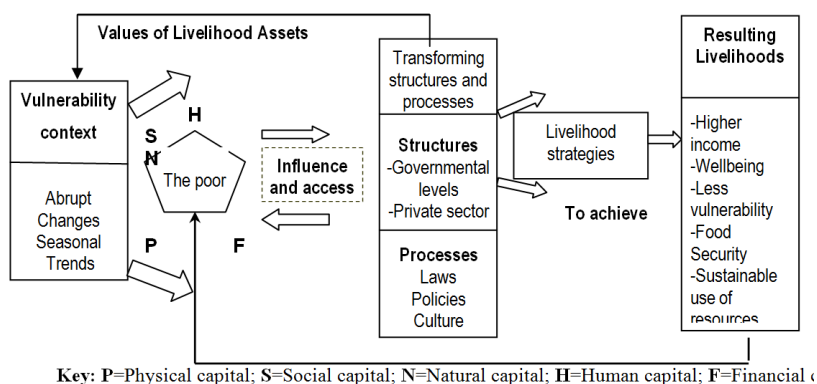 Values of Livelihood Assets
Vulnerability
context
Abrupt
Changes
Seasonal
Trends
H
S
N
The poor
P
F
Influence
and access
Transforming
structures and
processes
Structures
-Governmental
levels
-Private sector
Processes
Laws
Policies
Culture
Livelihood
strategies
To achieve
Resulting
Livelihoods
-Higher
income
-Wellbeing
-Less
vulnerability
-Food
Security
-Sustainable
use of
resources
Key: P=Physical capital; S=Social capital; N=Natural capital; H=Human capital; F=Financial c